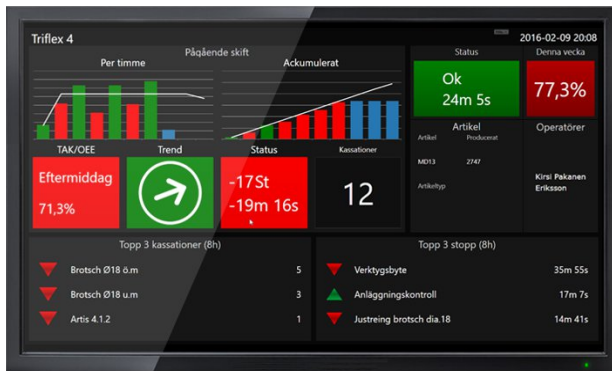 Triflex 4
2016-02-09 20:08
Pågående skift
Per timme
Ackumulerat
Status
Denna vecka
Ok
24m 5s
77,3%
TAK/OEE
Trend
Status
Kassationer
Eftermiddag
71,3%
-17St
-19m 16s
12
Artikel
Operatörer
Artikel Producerat
MD13 2747
Artikeltyp
Kirsi Pakanen
Eriksson
Topp 3 kassationer (8h)
Brotsch Ø18 ö.m 5
Brotsch Ø18 u.m 3
Artis 4.1.2 1
Topp 3 stopp (8h)
Verktygsbyte 35m 55s
Anläggningskontroll 17m 7s
Justreing brotsch dia.18 14m 41s